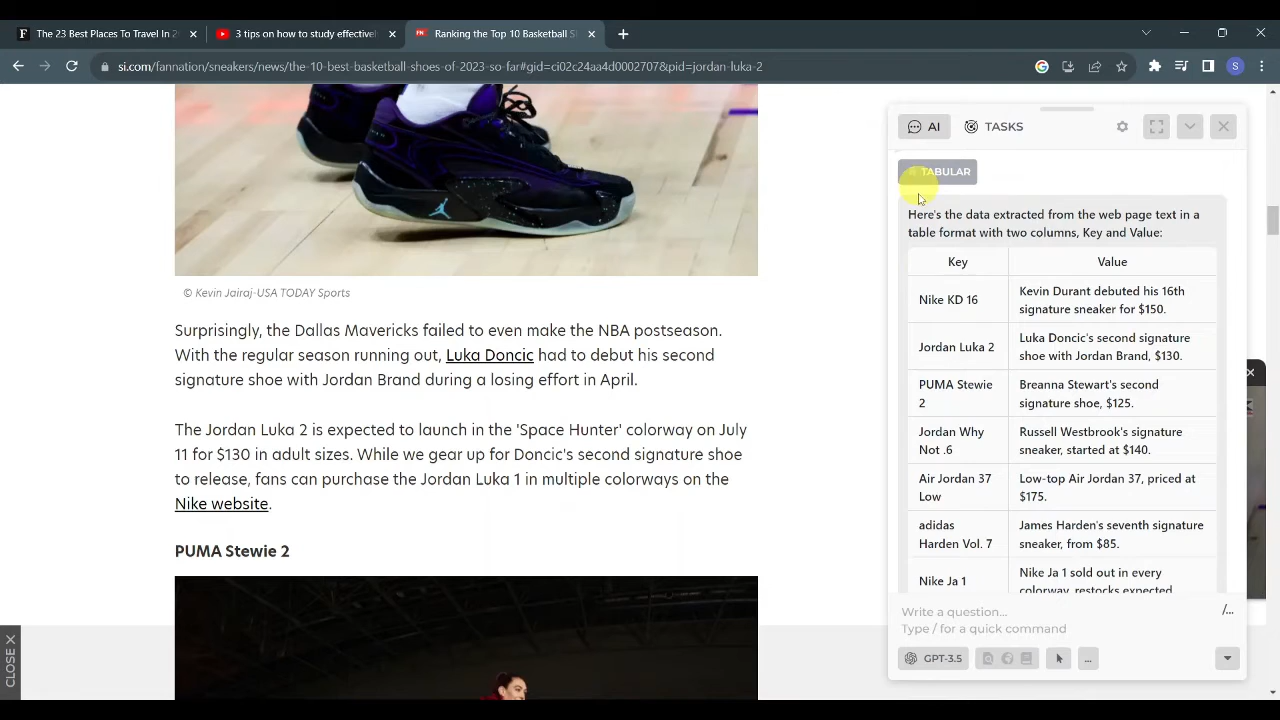 The 23 Best Places To Travel In 2
3 tips on how to study effectivel
Ranking the Top 10 Basketball S
si.com/fannation/sneakers/news/the-10-best-basketball-shoes-of-2023-so-far#gid=ci02c24aa4d0002707&pid=jordan-luka-2
S
© Kevin Jairaj-USA TODAY Sports
Surprisingly, the Dallas Mavericks failed to even make the NBA postseason.
With the regular season running out, Luka Doncic had to debut his second
signature shoe with Jordan Brand during a losing effort in April.
The Jordan Luka 2 is expected to launch in the 'Space Hunter' colorway on July
11 for $130 in adult sizes. While we gear up for Doncic's second signature shoe
to release, fans can purchase the Jordan Luka 1 in multiple colorways on the
Nike website.
PUMA Stewie 2
CLOSE X
AI
TASKS
TABULAR
Here's the data extracted from the web page text in a
table format with two columns, Key and Value:
Key
Value
Nike KD 16
Kevin Durant debuted his 16th
signature sneaker for $150.
Jordan Luka 2
Luka Doncic's second signature
shoe with Jordan Brand, $130.
PUMA Stewie
2
Breanna Stewart's second
signature shoe, $125.
Jordan Why
Not .6
Russell Westbrook's signature
sneaker, started at $140.
Air Jordan 37
Low
Low-top Air Jordan 37, priced at
$175.
adidas
Harden Vol. 7
James Harden's seventh signature
sneaker, from $85.
Nike Ja 1
Nike Ja 1 sold out in every
colorway, restocks expected
Write a question...
Type / for a quick command
/...
GPT-3.5
...